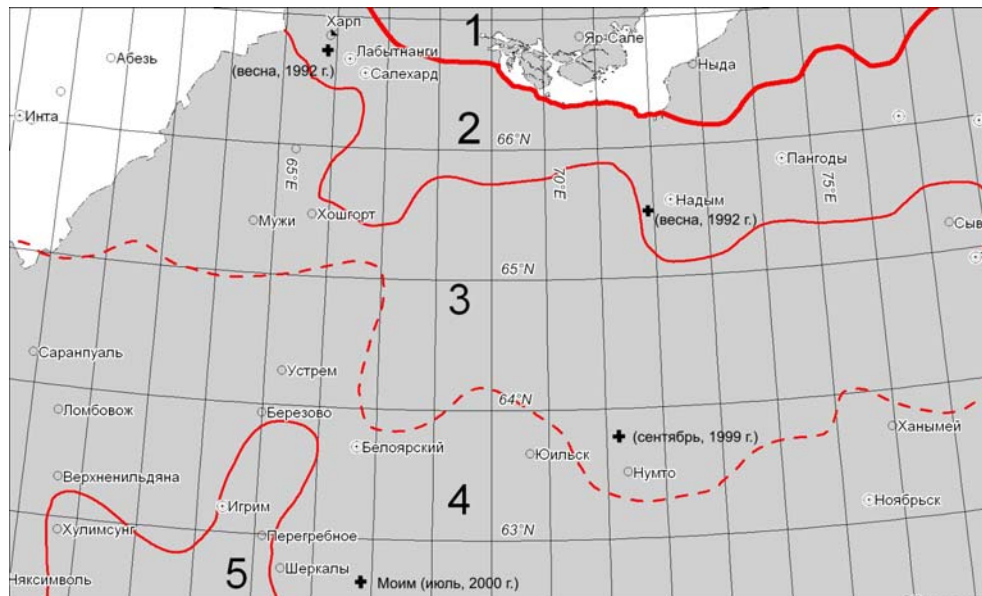 Харп
1
Яр-Сале
Абезь
Лабытнанги
(весна, 1992 г.)
Салехард
Ныда
Инта
2
66°N
65°E
70°E
75°E
Пангоды
Надым
(весна, 1992 г.)
Мужи
Хошгорт
Сыв
65°N
3
Саранпауль
Устрем
64°N
Ломбовож
Березово
Ханымей
Белоярский
(сентябрь, 1999 г.)
Юильск
Нумто
Верхненильдяна
4
Игрим
Ноябрьск
Хулимсунг
Перегребное
63°N
5
Шеркалы
Няксимволь
Моим (июль, 2000 г.)